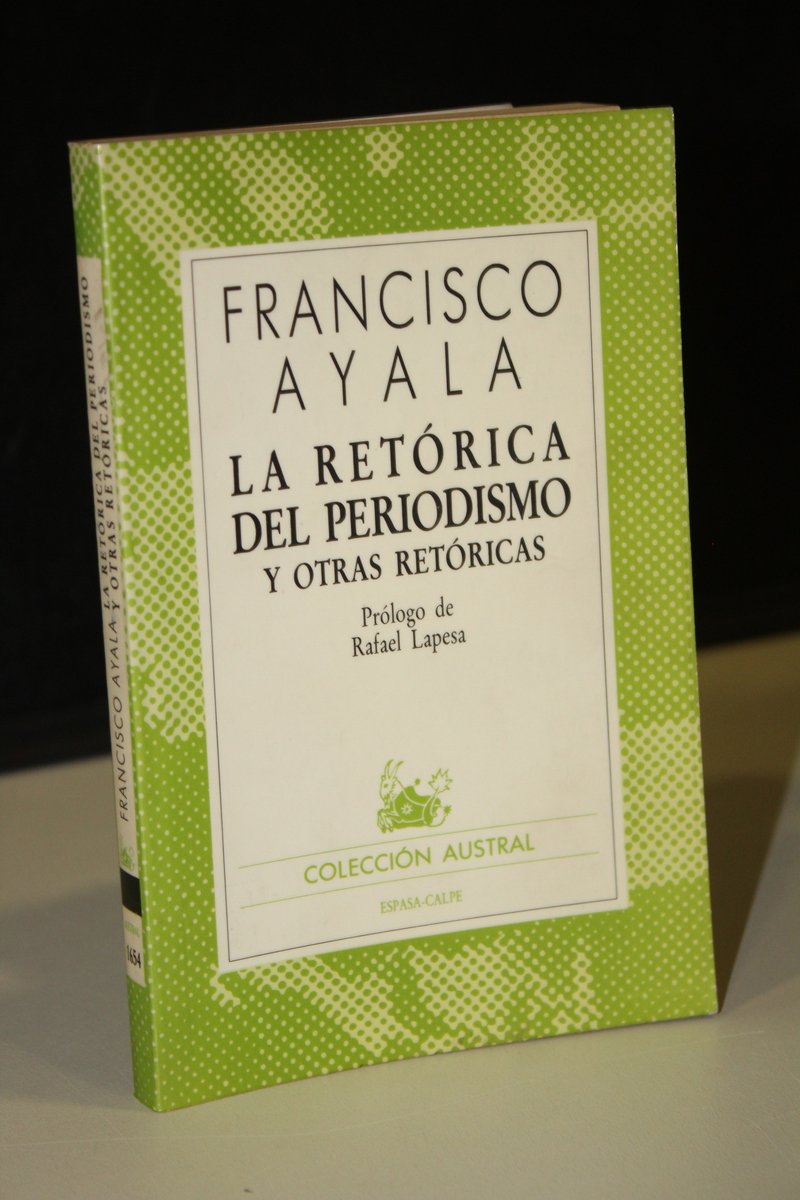 FRANCISCO
AYALA
LA RETÓRICA
DEL PERIODISMO
Y OTRAS RETÓRICAS
Prólogo de
Rafael Lapesa
COLECCIÓN AUSTRAL
ESPASA-CALPE
FRANCISCO AYALA LA RETÓRICA DEL PERIODISMO
Y OTRAS RETÓRICAS
1654